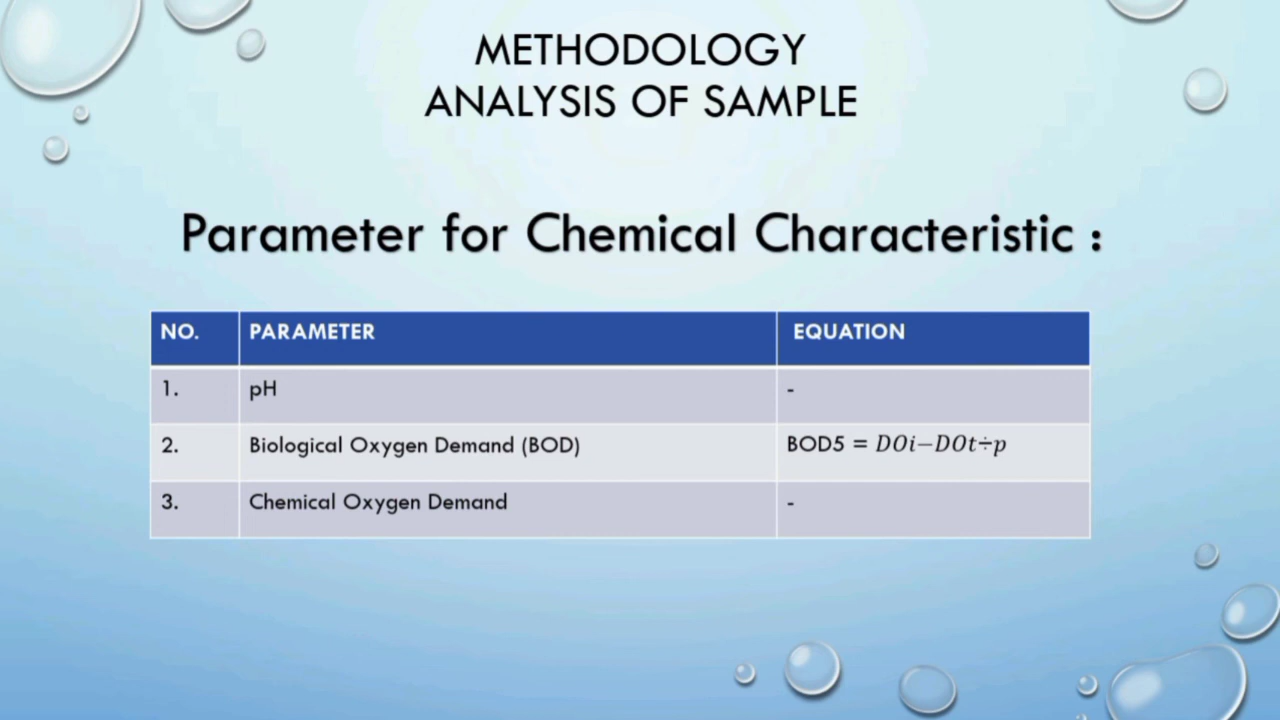 METHODOLOGY
ANALYSIS OF SAMPLE
Parameter for Chemical Characteristic :
NO. PARAMETER EQUATION
1. pH -
2. Biological Oxygen Demand (BOD) BOD5 = 𝐷𝑂𝑖−𝐷𝑂𝑡÷𝑝
3. Chemical Oxygen Demand -